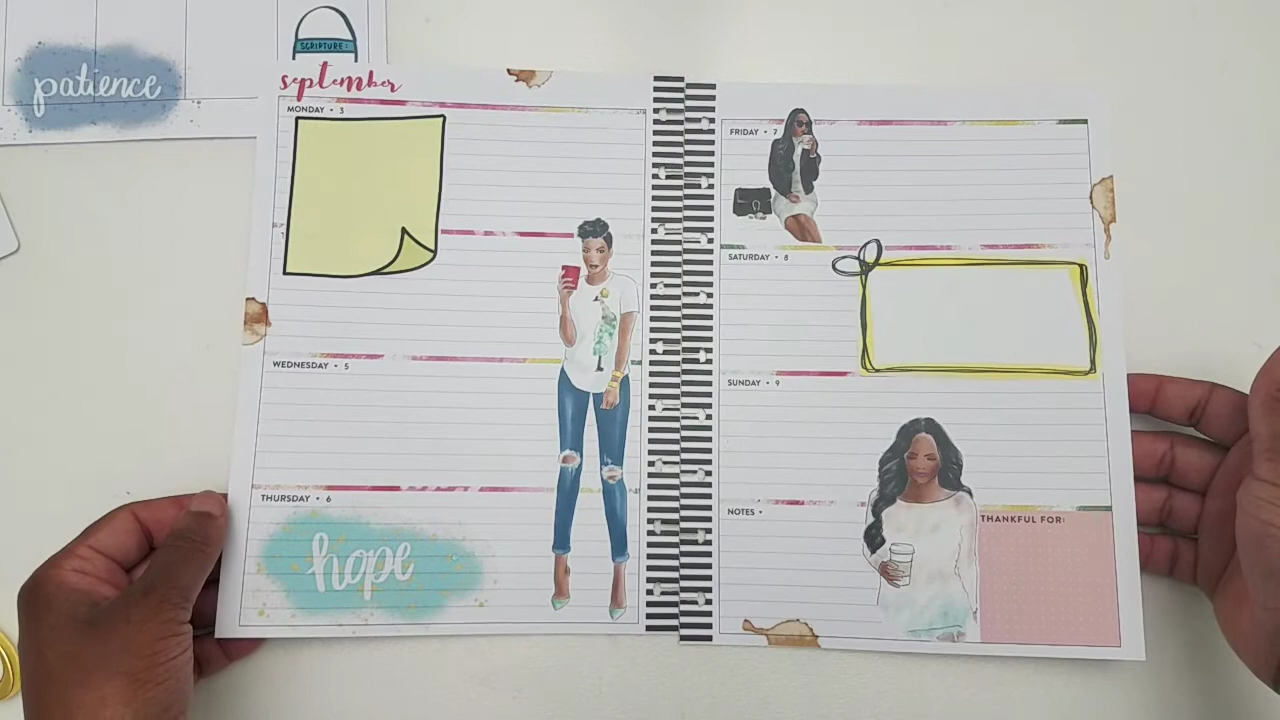 SCRIPTURE:
patience
september
MONDAY • 3
WEDNESDAY • 5
THURSDAY • 6
hope
FRIDAY • 7
SATURDAY • 8
SUNDAY • 9
NOTES •
THANKFUL FOR: